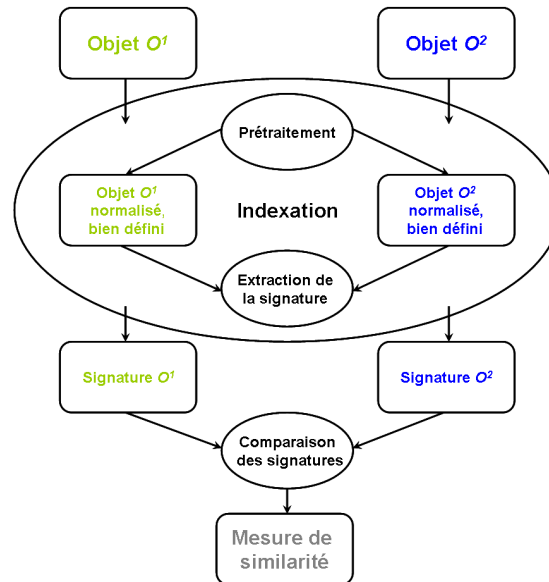 Objet O¹
Objet O²
Prétraitement
Objet O¹
normalisé,
bien défini
Indexation
Objet O²
normalisé,
bien défini
Extraction de
la signature
Signature O¹
Signature O²
Comparaison
des signatures
Mesure de
similarité